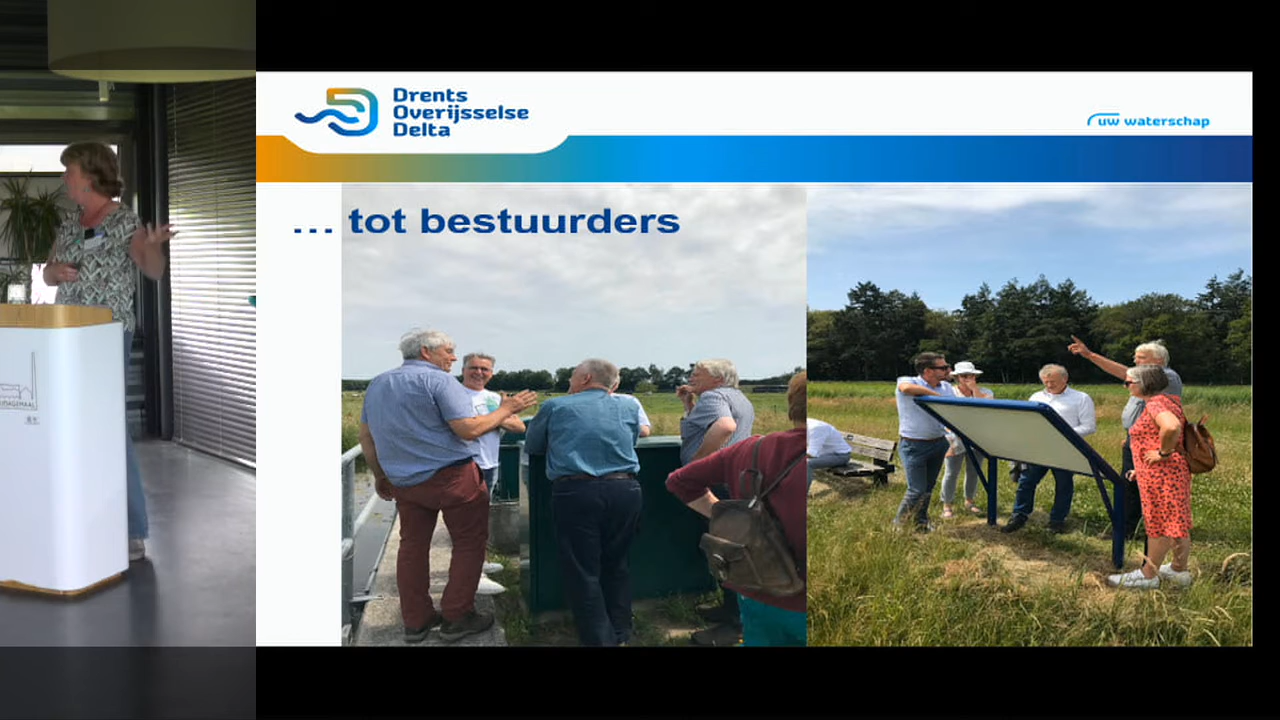 Drents
Overijsselse
Delta
uw waterschap
… tot bestuurders